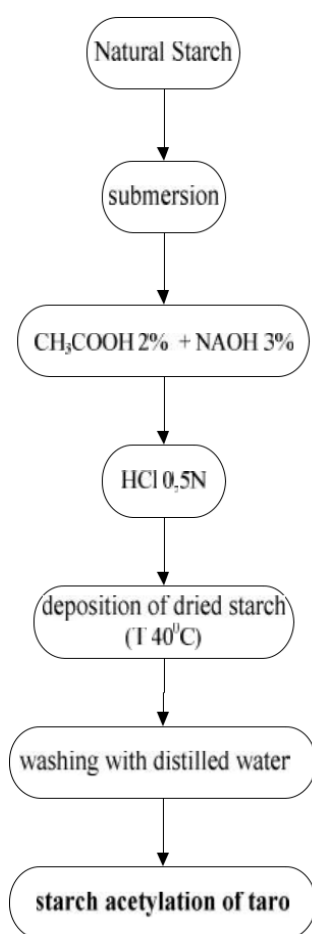 Natural Starch
submersion
CH₃COOH 2% + NAOH 3%
HCl 0,5N
deposition of dried starch
(T 40⁰C)
washing with distilled water
starch acetylation of taro